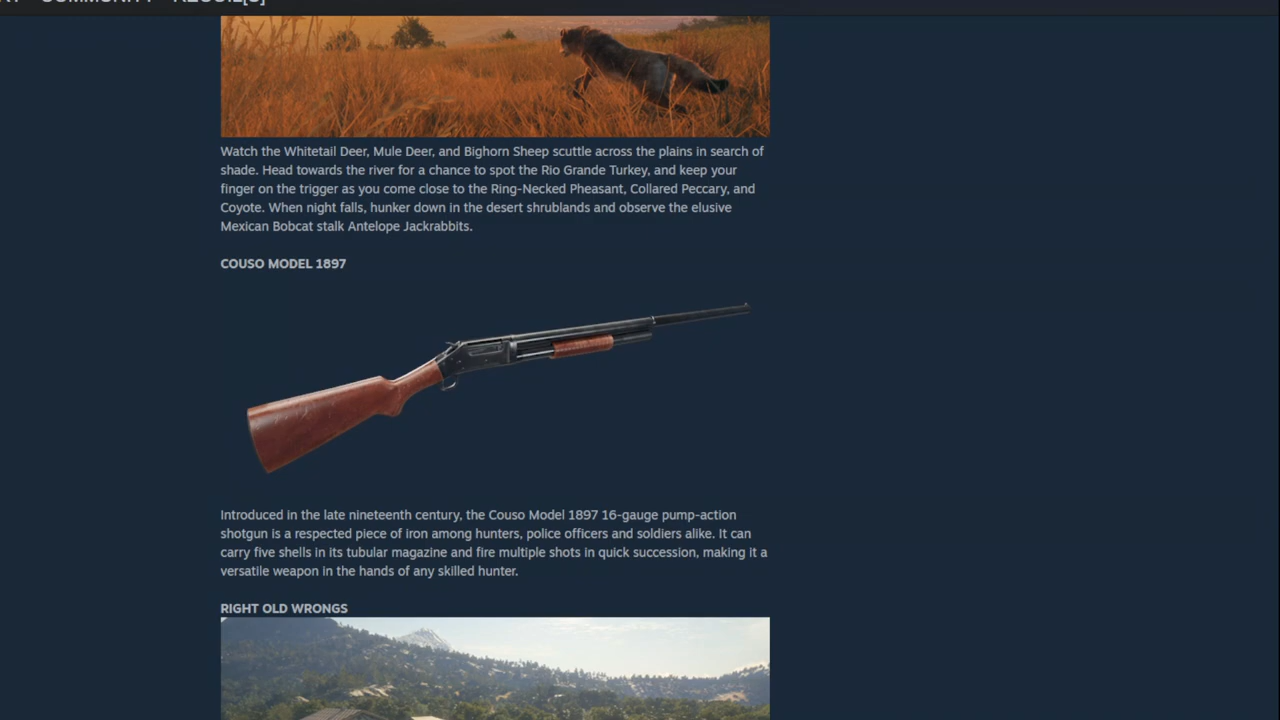 COMMUNITY
Watch the Whitetail Deer, Mule Deer, and Bighorn Sheep scuttle across the plains in search of
shade. Head towards the river for a chance to spot the Rio Grande Turkey, and keep your
finger on the trigger as you come close to the Ring-Necked Pheasant, Collared Peccary, and
Coyote. When night falls, hunker down in the desert shrublands and observe the elusive
Mexican Bobcat stalk Antelope Jackrabbits.
COUSO MODEL 1897
Introduced in the late nineteenth century, the Couso Model 1897 16-gauge pump-action
shotgun is a respected piece of iron among hunters, police officers and soldiers alike. It can
carry five shells in its tubular magazine and fire multiple shots in quick succession, making it a
versatile weapon in the hands of any skilled hunter.
RIGHT OLD WRONGS